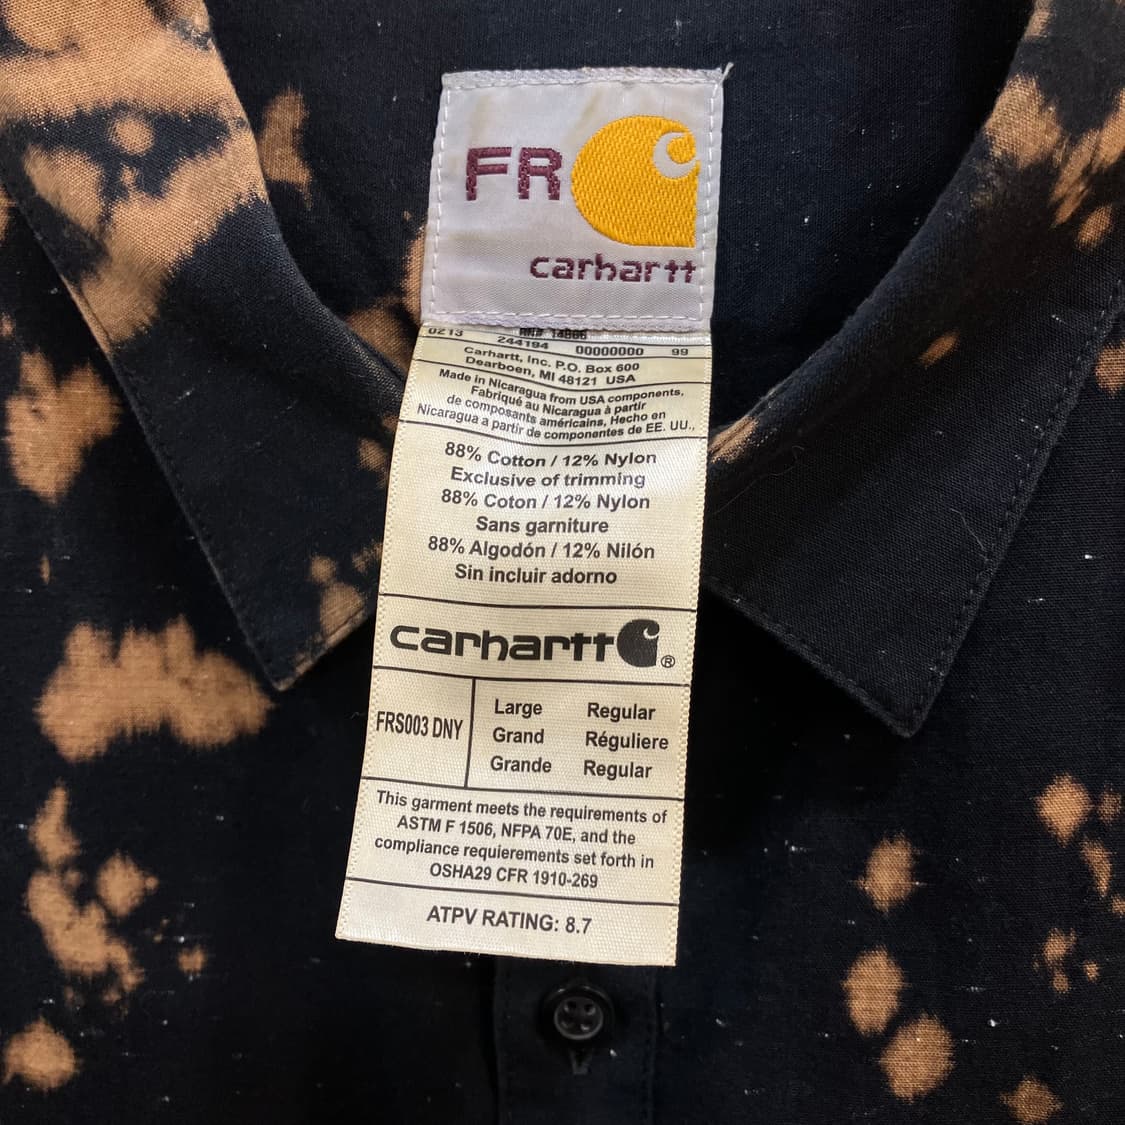 FR
carhartt
RN# 14806
0213
244194 00000000 99
Carhartt, Inc. P.O. Box 600
Dearboen, MI 48121 USA
Made in Nicaragua from USA components,
Fabriqué au Nicaragua à partir
de composants américains, Hecho en
Nicaragua a partir de componentes de EE. UU.,
88% Cotton / 12% Nylon
Exclusive of trimming
88% Coton / 12% Nylon
Sans garniture
88% Algodón / 12% Nilón
Sin incluir adorno
carhartt ®
FRS003 DNY
Large Regular
Grand Réguliere
Grande Regular
This garment meets the requirements of
ASTM F 1506, NFPA 70E, and the
compliance requierements set forth in
OSHA29 CFR 1910-269
ATPV RATING: 8.7